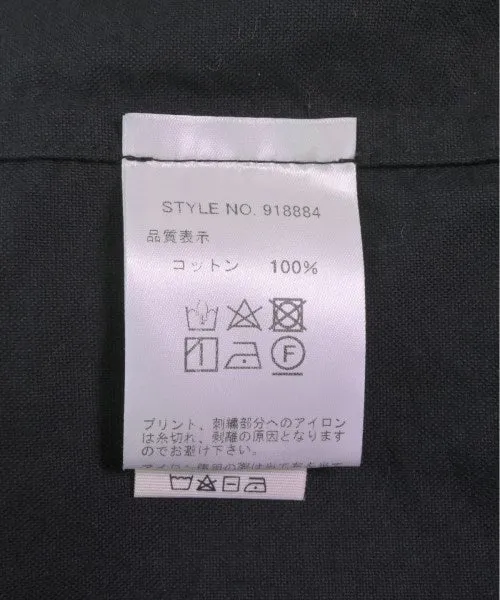 STYLE NO. 918884
品質表示
コットン 100%
F
プリント、刺繍部分へのアイロン
は糸切れ、剥離の原因となります
のでお避け下さい。